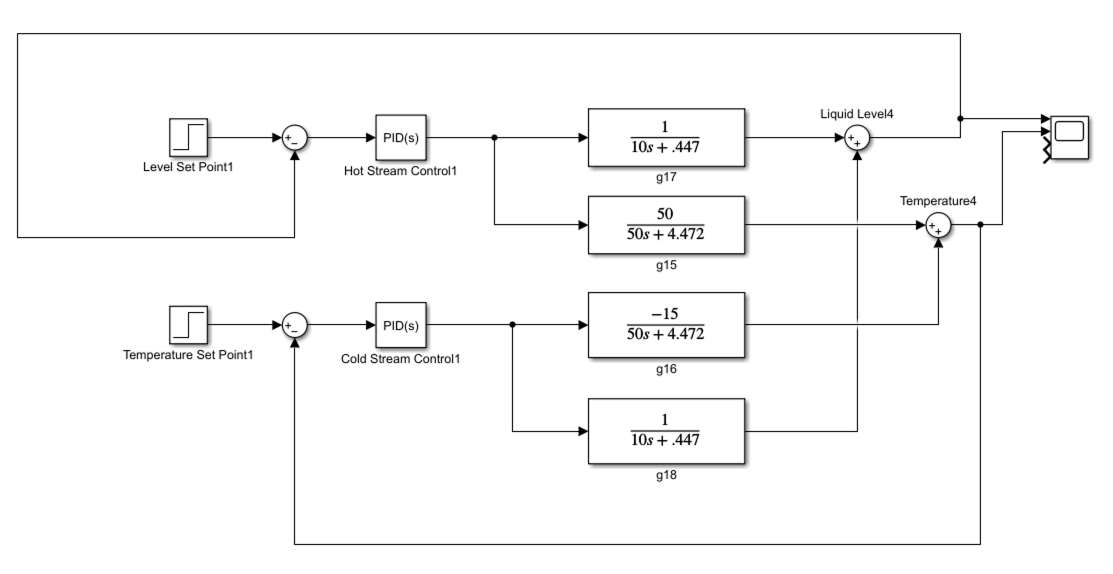 Liquid Level4
+
−
PID(s)
1
10s + .447
+
+
Level Set Point1
Hot Stream Control1
g17
Temperature4
50
50s + 4.472
+
+
g15
+
−
PID(s)
−15
50s + 4.472
Temperature Set Point1
Cold Stream Control1
g16
1
10s + .447
g18